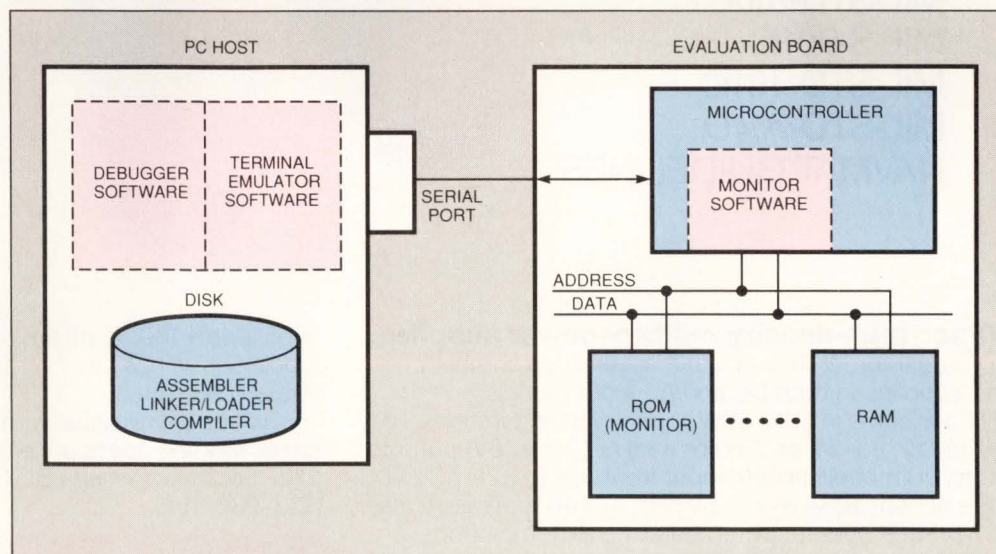 PC HOST
DEBUGGER
SOFTWARE
TERMINAL
EMULATOR
SOFTWARE
SERIAL
PORT
DISK
ASSEMBLER
LINKER/LOADER
COMPILER
EVALUATION BOARD
MICROCONTROLLER
MONITOR
SOFTWARE
ADDRESS
DATA
ROM
(MONITOR)
RAM